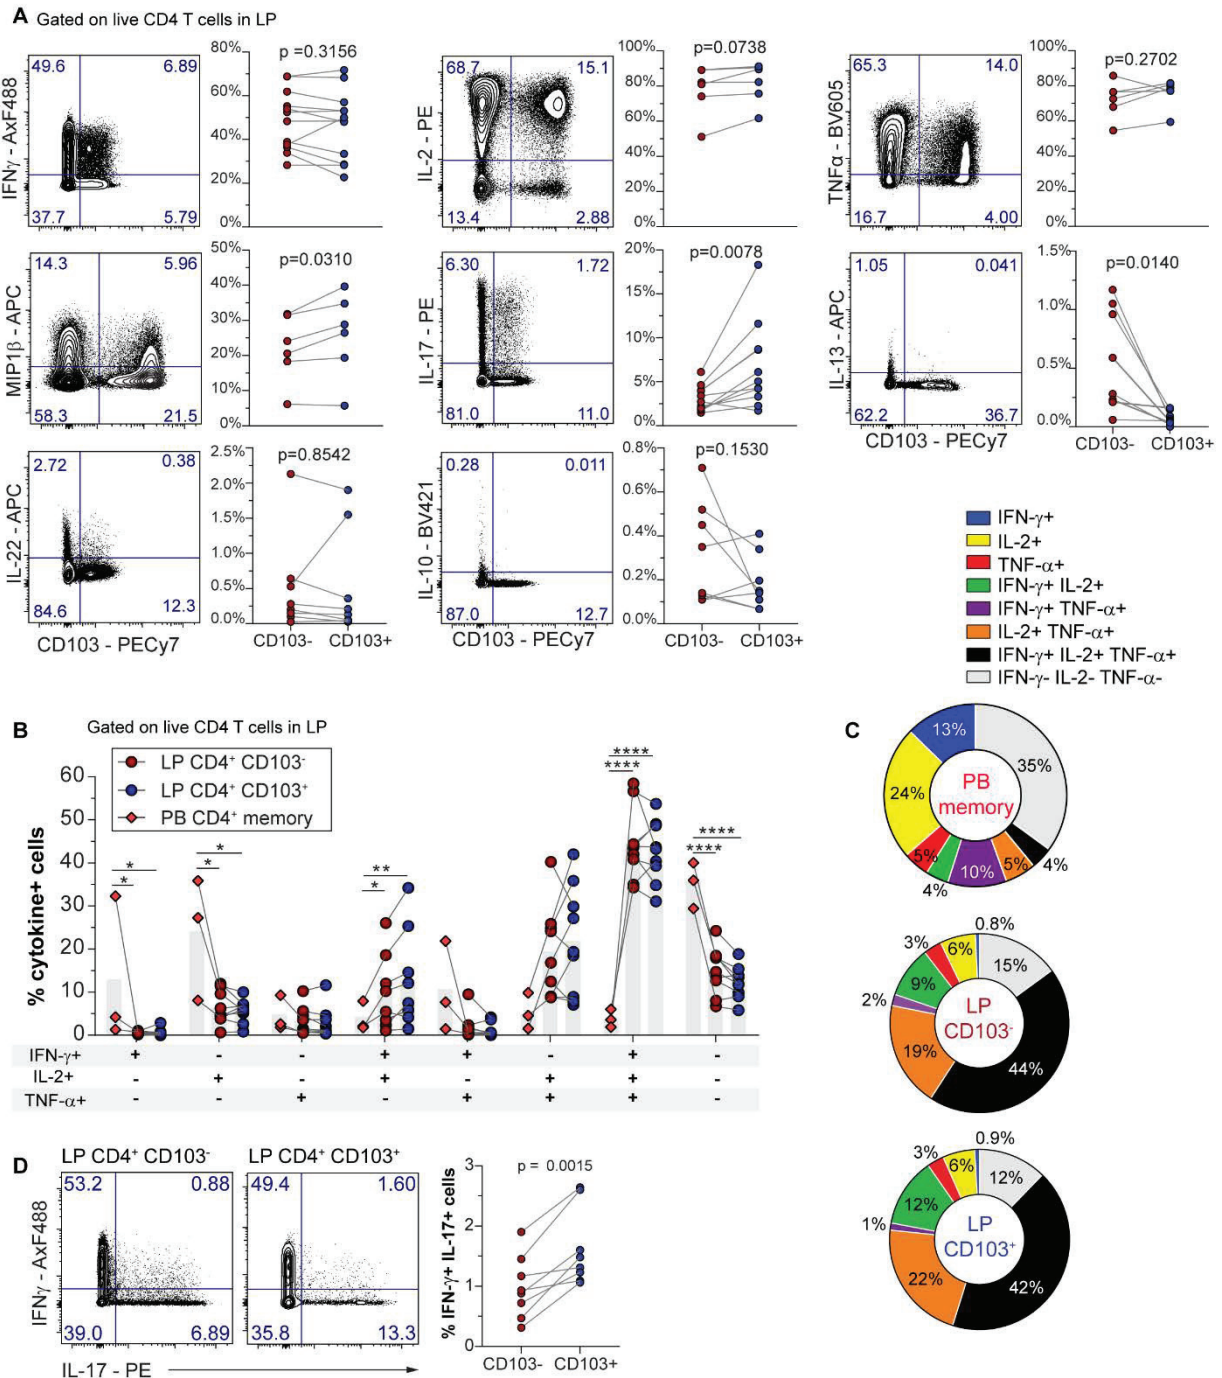 A Gated on live CD4 T cells in LP
IFNγ - AxF488
49.6 6.89
37.7 5.79
80%
70%
60%
50%
40%
30%
20%
10%
0%
p =0.3156
IL-2 - PE
68.7 15.1
13.4 2.88
100%
80%
60%
40%
20%
0%
p=0.0738
TNFα - BV605
65.3 14.0
16.7 4.00
100%
80%
60%
40%
20%
0%
p=0.2702
MIP1β - APC
14.3 5.96
58.3 21.5
50%
40%
30%
20%
10%
0%
p=0.0310
IL-17 - PE
6.30 1.72
81.0 11.0
20%
15%
10%
5%
0%
p=0.0078
IL-13 - APC
1.05 0.041
62.2 36.7
CD103 - PECy7
1.5%
1.0%
0.5%
0.0%
p=0.0140
CD103- CD103+
IL-22 - APC
2.72 0.38
84.6 12.3
CD103 - PECy7
2.5%
2.0%
1.5%
1.0%
0.5%
0.0%
p=0.8542
CD103- CD103+
IL-10 - BV421
0.28 0.011
87.0 12.7
CD103 - PECy7
0.8%
0.6%
0.4%
0.2%
0.0%
p=0.1530
CD103- CD103+
IFN-γ+
IL-2+
TNF-α+
IFN-γ+ IL-2+
IFN-γ+ TNF-α+
IL-2+ TNF-α+
IFN-γ+ IL-2+ TNF-α+
IFN-γ- IL-2- TNF-α-
B Gated on live CD4 T cells in LP
LP CD4+ CD103-
LP CD4+ CD103+
PB CD4+ memory
% cytokine+ cells
60
50
40
30
20
10
0
* *
* *
* **
**** ****
**** ****
IFN-γ+ + - - + + - + -
IL-2+ - + - + - + + -
TNF-α+ - - + - + + + -
C
PB memory
13% 35% 24% 5% 4% 10% 5% 4%
LP CD103-
0.8% 15% 6% 3% 9% 2% 19% 44%
LP CD103+
0.9% 12% 6% 3% 12% 1% 22% 42%
D LP CD4+ CD103- LP CD4+ CD103+
IFNγ - AxF488
53.2 0.88
39.0 6.89
49.4 1.60
35.8 13.3
IL-17 - PE
% IFN-γ+ IL-17+ cells
3
2
1
0
p = 0.0015
CD103- CD103+